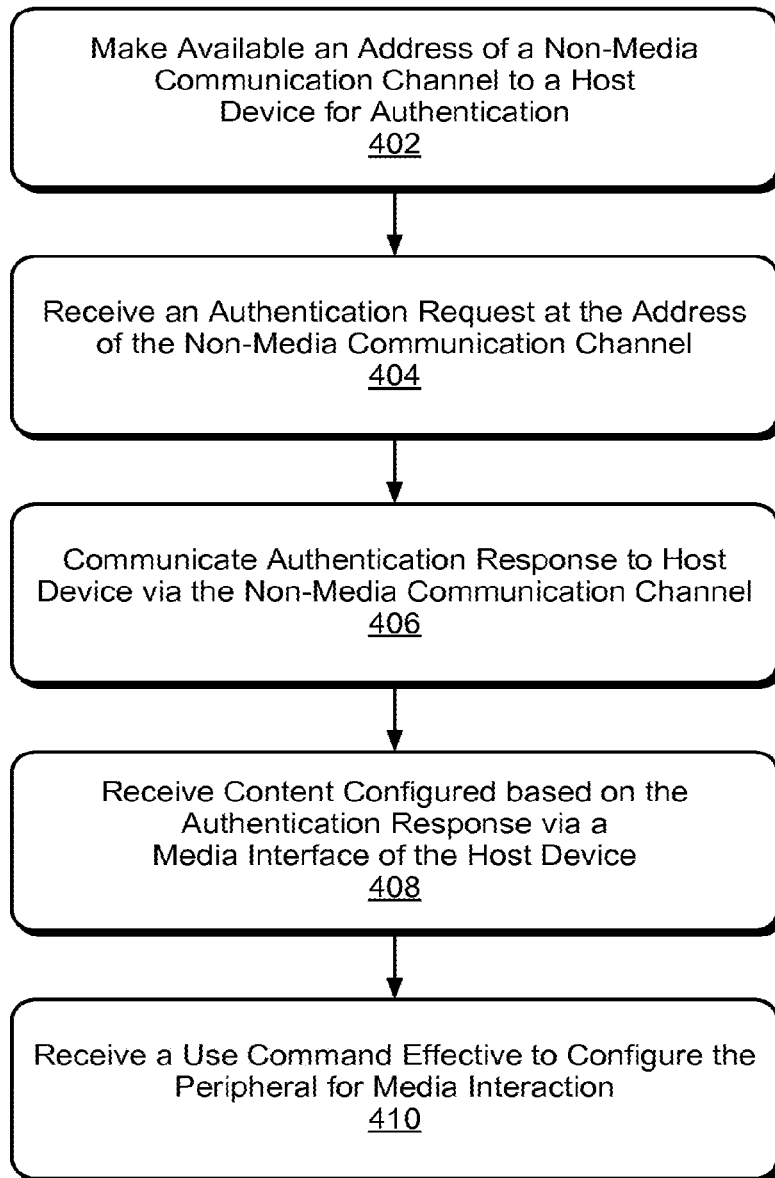 Make Available an Address of a Non-Media
Communication Channel to a Host
Device for Authentication
402
Receive an Authentication Request at the Address
of the Non-Media Communication Channel
404
Communicate Authentication Response to Host
Device via the Non-Media Communication Channel
406
Receive Content Configured based on the
Authentication Response via a
Media Interface of the Host Device
408
Receive a Use Command Effective to Configure the
Peripheral for Media Interaction
410